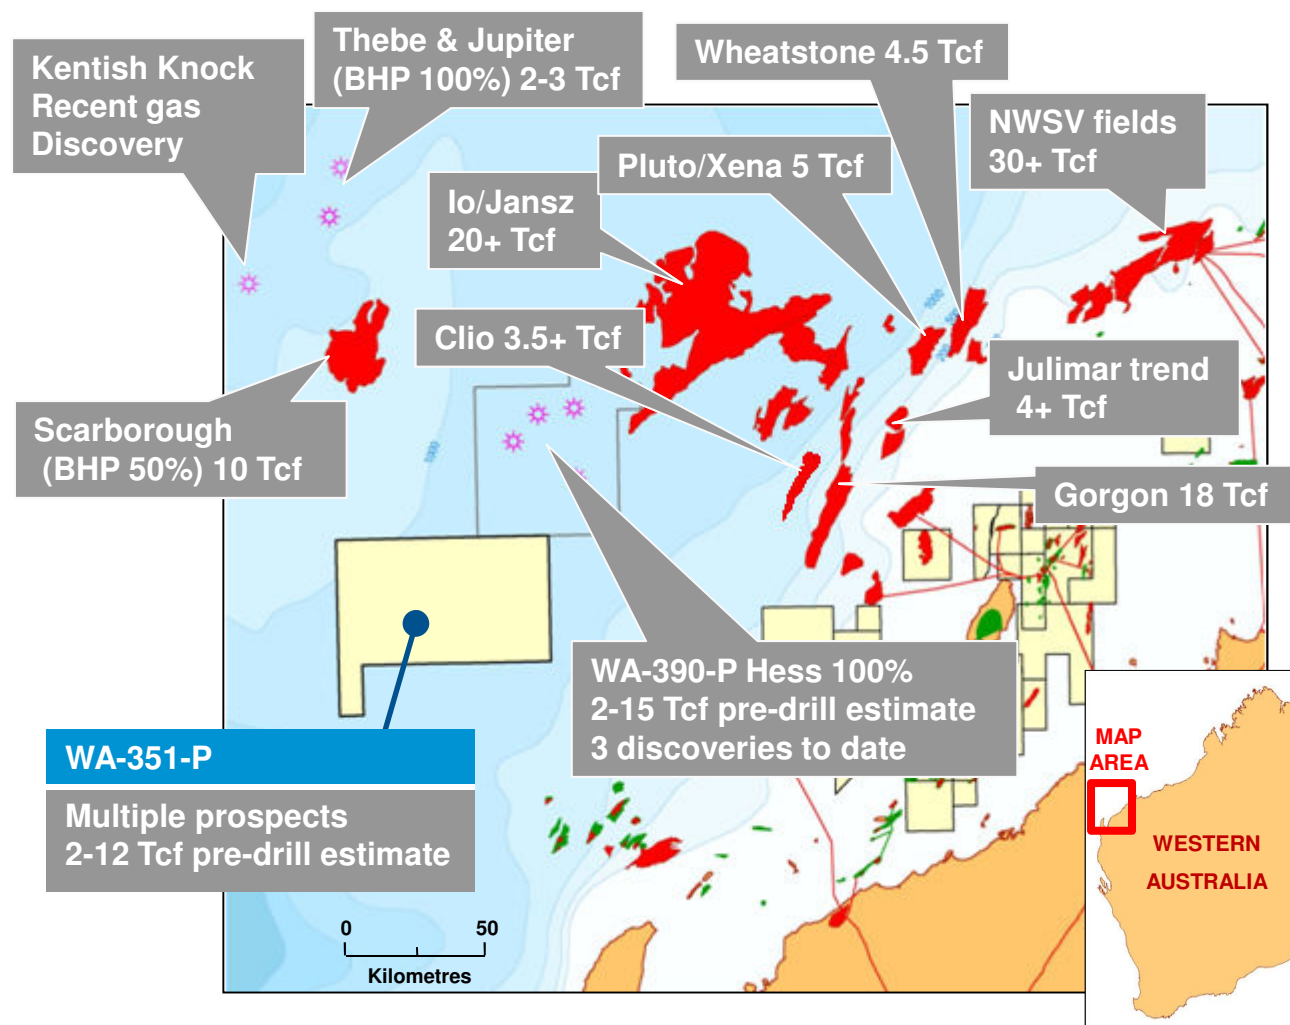 Kentish Knock
Recent gas
Discovery
Thebe & Jupiter
(BHP 100%) 2-3 Tcf
Wheatstone 4.5 Tcf
NWSV fields
30+ Tcf
Pluto/Xena 5 Tcf
Io/Jansz
20+ Tcf
Clio 3.5+ Tcf
Julimar trend
4+ Tcf
Scarborough
(BHP 50%) 10 Tcf
Gorgon 18 Tcf
1000
1000
WA-390-P Hess 100%
2-15 Tcf pre-drill estimate
3 discoveries to date
WA-351-P
Multiple prospects
2-12 Tcf pre-drill estimate
0 50
Kilometres
MAP
AREA
WESTERN
AUSTRALIA